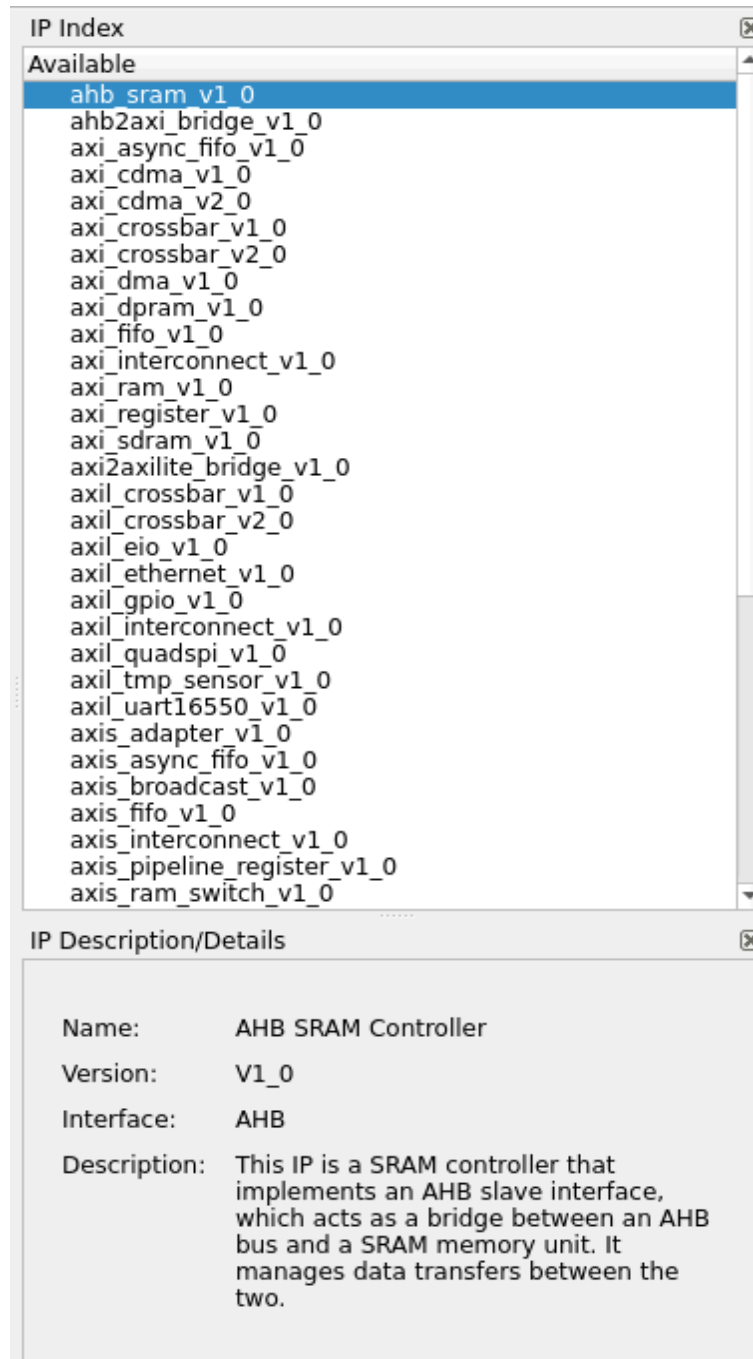 IP Index
Available
ahb_sram_v1_0
ahb2axi_bridge_v1_0
axi_async_fifo_v1_0
axi_cdma_v1_0
axi_cdma_v2_0
axi_crossbar_v1_0
axi_crossbar_v2_0
axi_dma_v1_0
axi_dpram_v1_0
axi_fifo_v1_0
axi_interconnect_v1_0
axi_ram_v1_0
axi_register_v1_0
axi_sdram_v1_0
axi2axilite_bridge_v1_0
axil_crossbar_v1_0
axil_crossbar_v2_0
axil_eio_v1_0
axil_ethernet_v1_0
axil_gpio_v1_0
axil_interconnect_v1_0
axil_quadspi_v1_0
axil_tmp_sensor_v1_0
axil_uart16550_v1_0
axis_adapter_v1_0
axis_async_fifo_v1_0
axis_broadcast_v1_0
axis_fifo_v1_0
axis_interconnect_v1_0
axis_pipeline_register_v1_0
axis_ram_switch_v1_0
IP Description/Details
Name: AHB SRAM Controller
Version: V1_0
Interface: AHB
Description: This IP is a SRAM controller that
implements an AHB slave interface,
which acts as a bridge between an AHB
bus and a SRAM memory unit. It
manages data transfers between the
two.